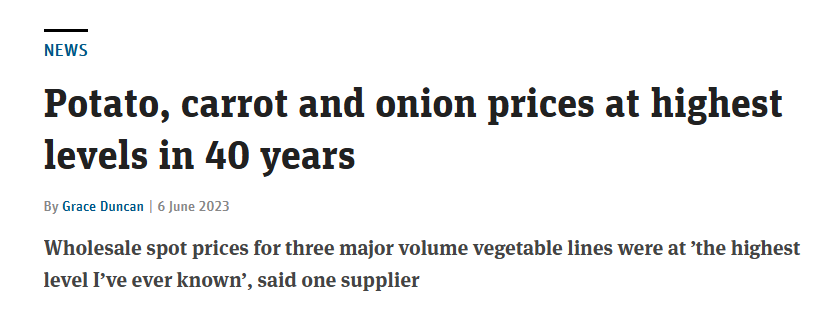 NEWS
Potato, carrot and onion prices at highest
levels in 40 years
By Grace Duncan | 6 June 2023
Wholesale spot prices for three major volume vegetable lines were at ’the highest
level I’ve ever known’, said one supplier